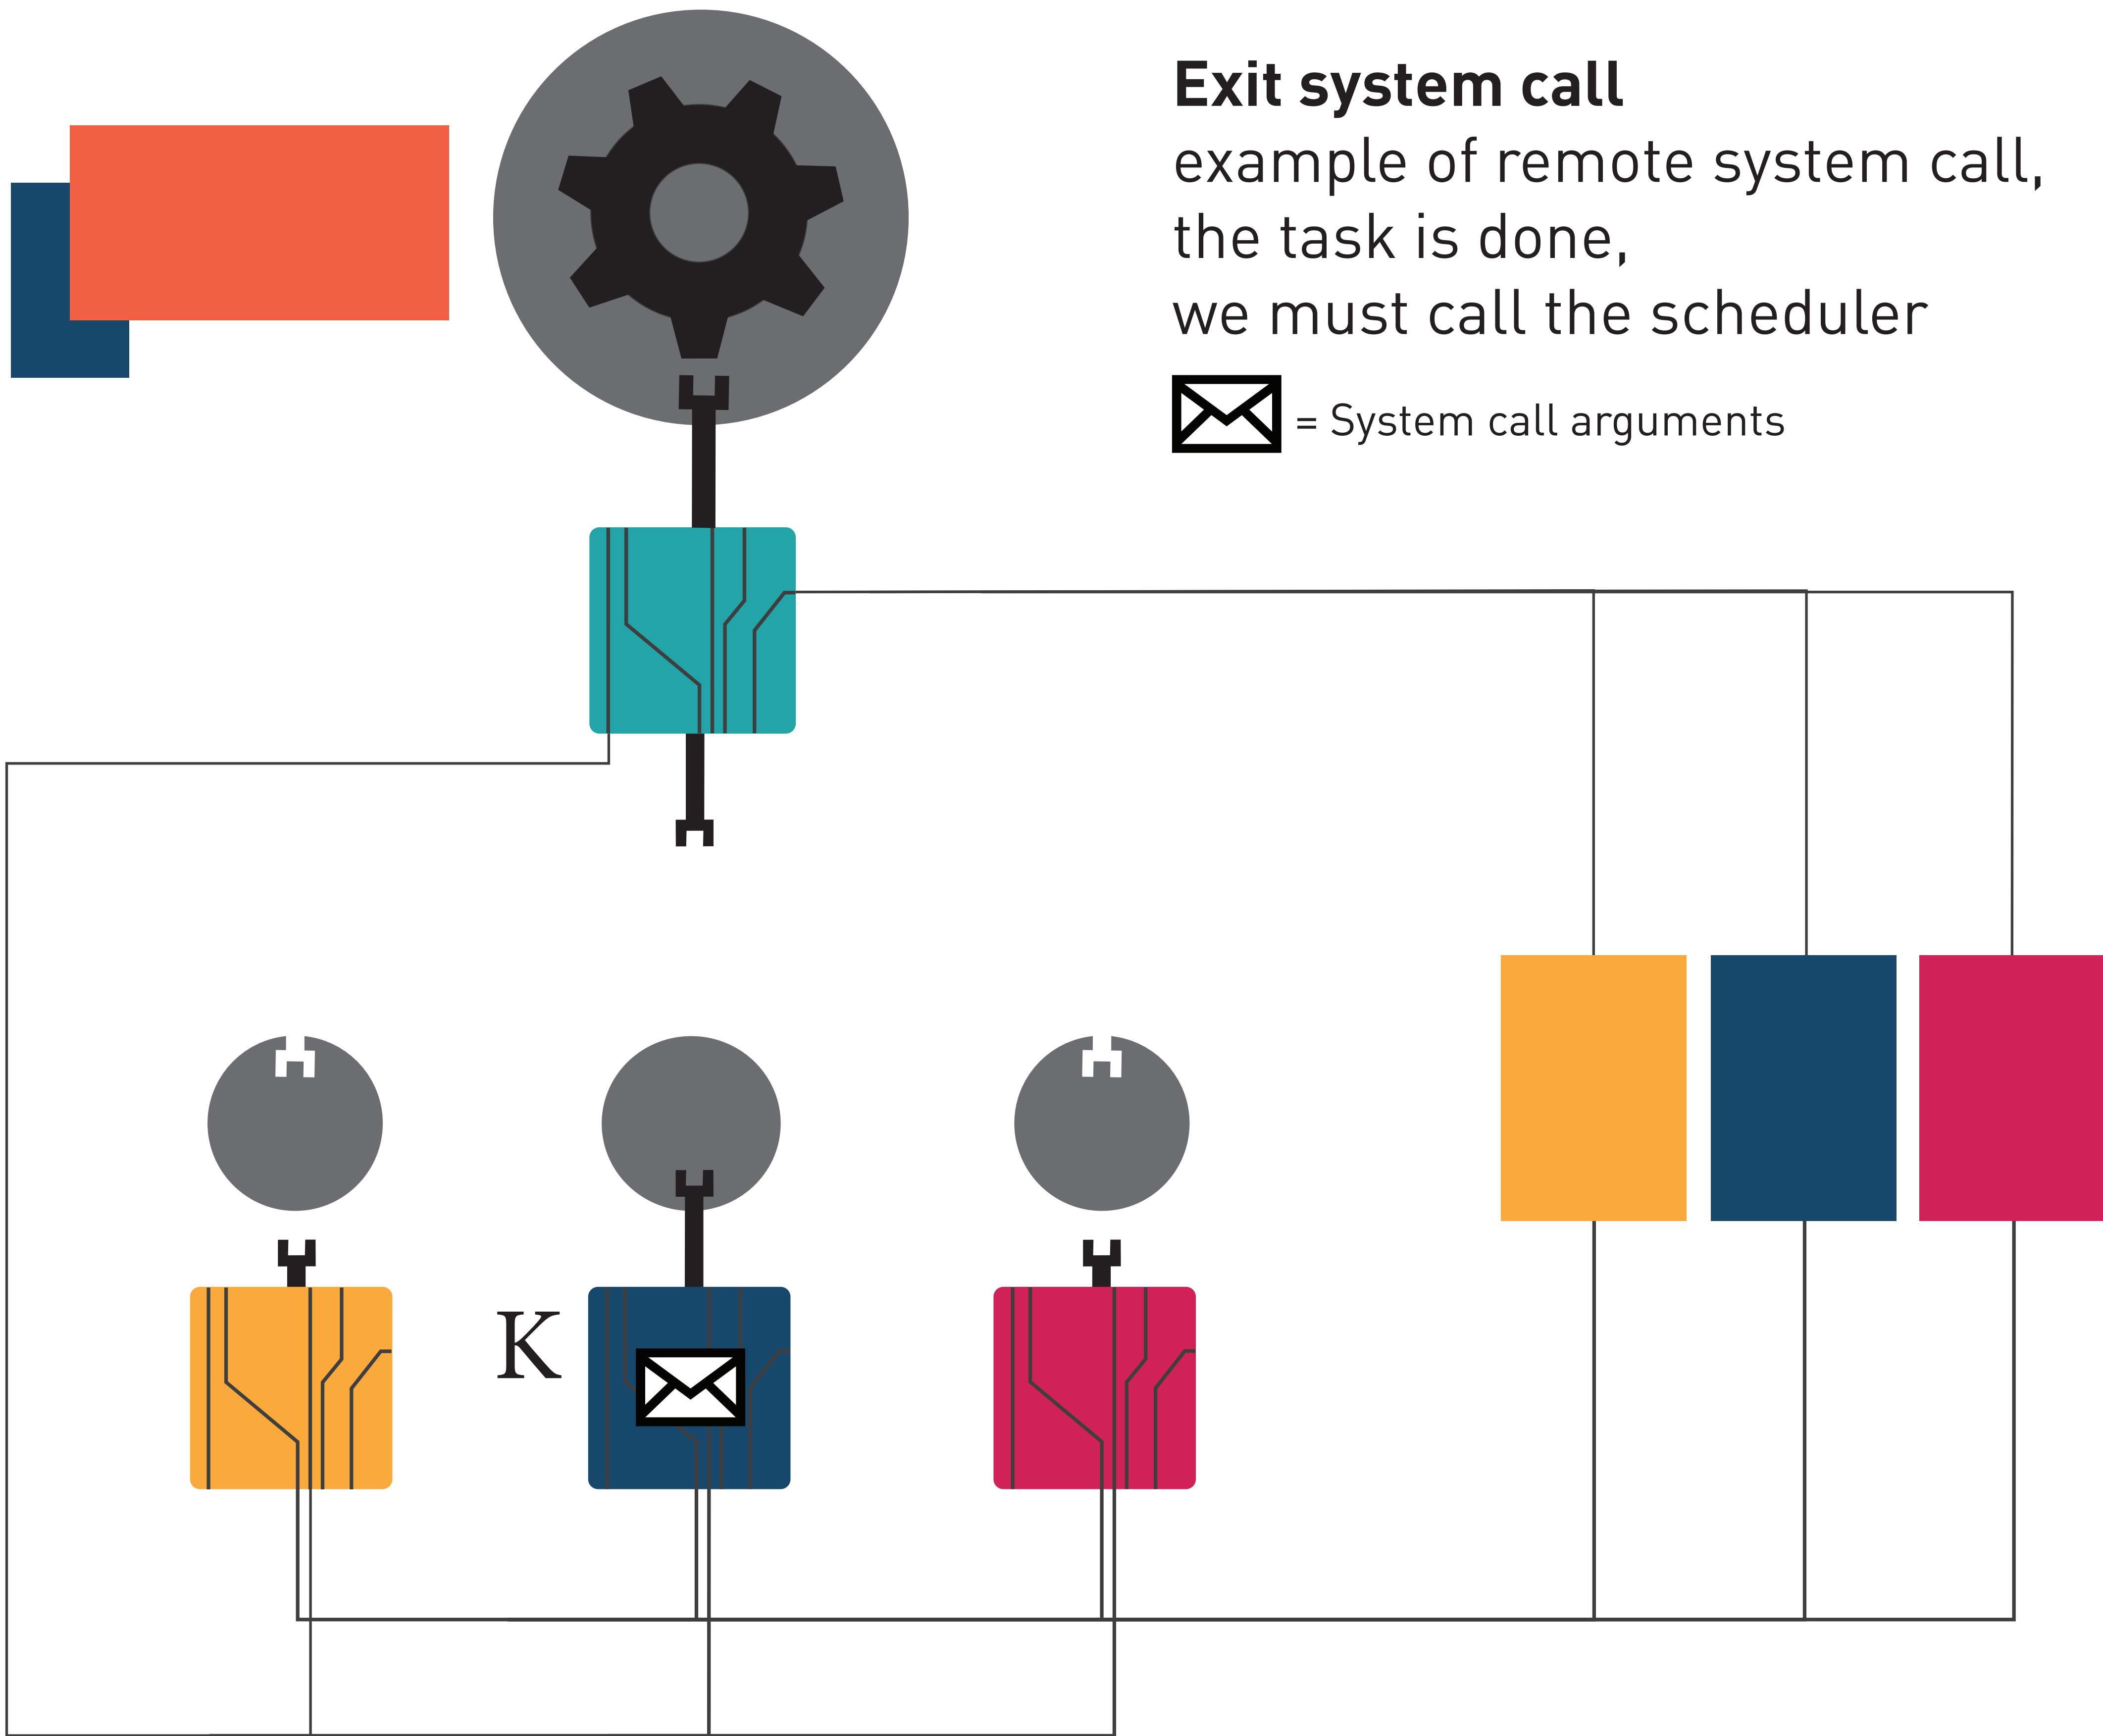 Exit system call
example of remote system call,
the task is done,
we must call the scheduler
= System call arguments
K